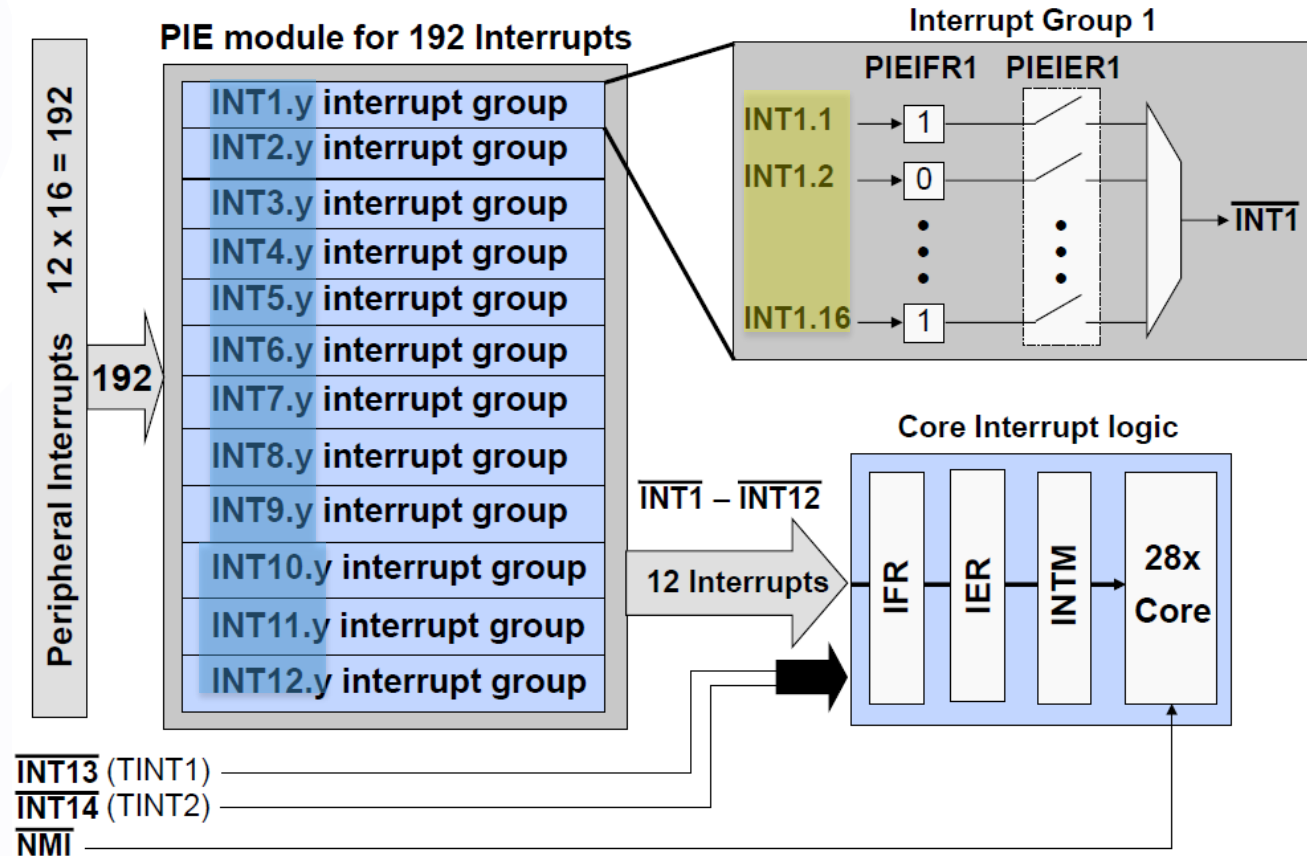 PIE module for 192 Interrupts
Peripheral Interrupts 12 x 16 = 192
192
INT1.y interrupt group
INT2.y interrupt group
INT3.y interrupt group
INT4.y interrupt group
INT5.y interrupt group
INT6.y interrupt group
INT7.y interrupt group
INT8.y interrupt group
INT9.y interrupt group
INT10.y interrupt group
INT11.y interrupt group
INT12.y interrupt group
Interrupt Group 1
PIEIFR1 PIEIER1
INT1.1 1
INT1.2 0
INT1.16 1
INT1
Core Interrupt logic
INT1 – INT12
12 Interrupts
IFR
IER
INTM
28x
Core
INT13 (TINT1)
INT14 (TINT2)
NMI